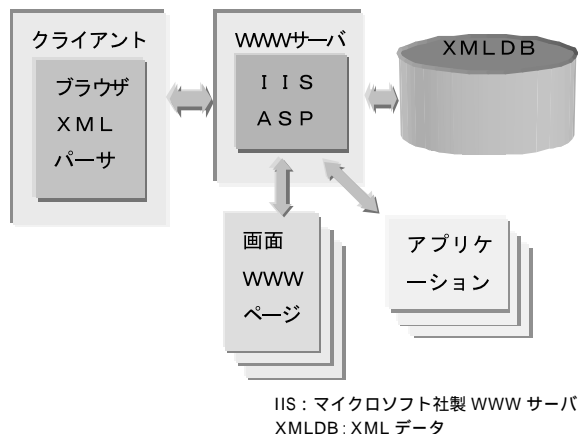 クライアント
ブラウザ
XML
パーサ
WWWサーバ
IIS
ASP
XMLDB
画面
WWW
ページ
アプリケ
ーション
IIS：マイクロソフト社製 WWW サーバ
XMLDB：XML データ